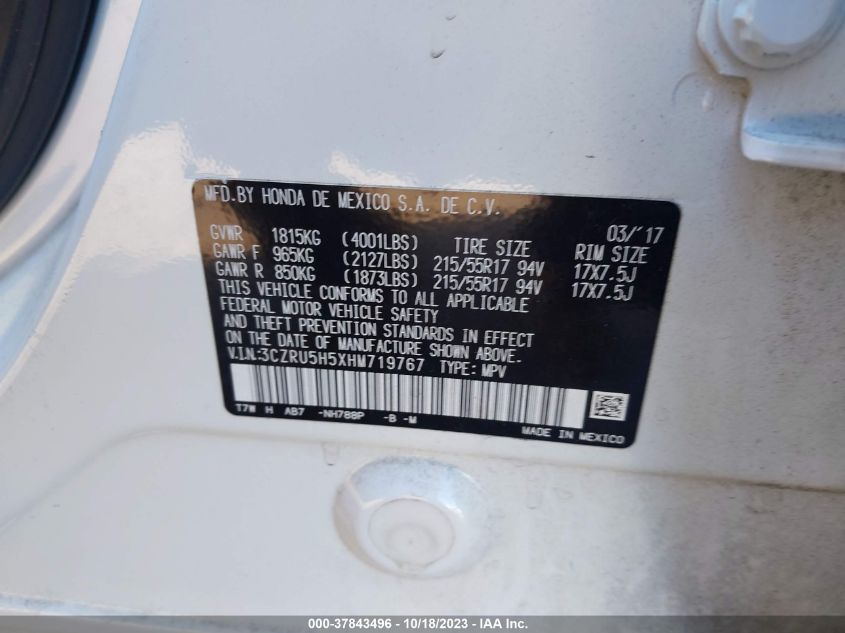 MFD.BY HONDA DE MEXICO S.A. DE C.V.
03/'17
GVWR 1815KG (4001LBS) TIRE SIZE RIM SIZE
GAWR F 965KG (2127LBS) 215/55R17 94V 17X7.5J
GAWR R 850KG (1873LBS) 215/55R17 94V 17X7.5J
THIS VEHICLE CONFORMS TO ALL APPLICABLE
FEDERAL MOTOR VEHICLE SAFETY
AND THEFT PREVENTION STANDARDS IN EFFECT
ON THE DATE OF MANUFACTURE SHOWN ABOVE.
V.I.N:3CZRU5H5XHM719767 TYPE: MPV
T7W H AB7 -NH788P -B -M
MADE IN MEXICO
000-37843496 - 10/18/2023 - IAA Inc.